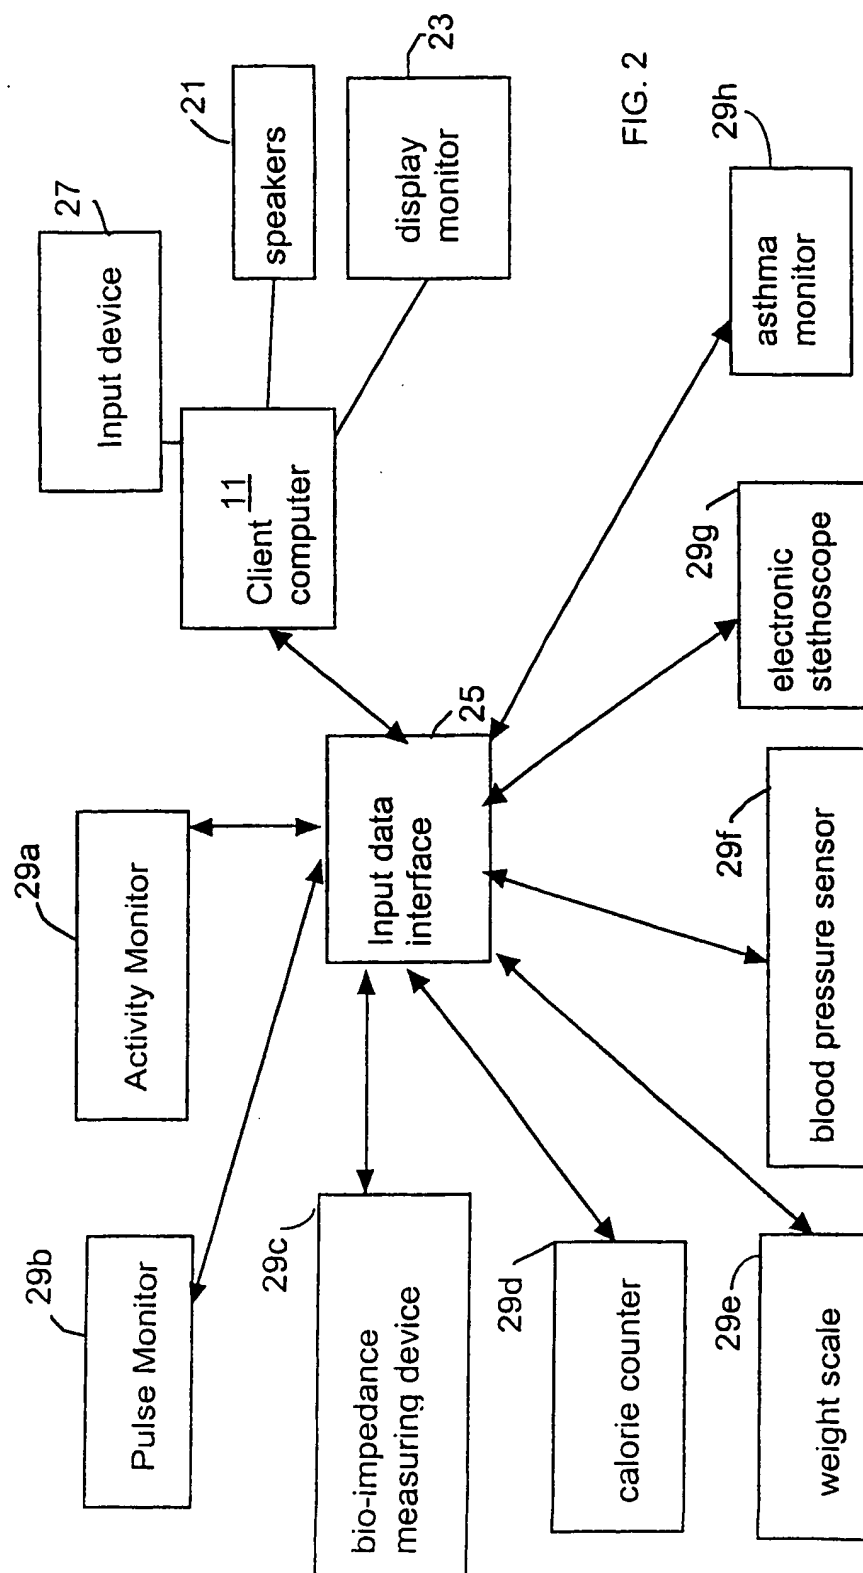 27
Input device
21
speakers
23
display
monitor
11
Client
computer
FIG. 2
29a
Activity Monitor
29b
Pulse Monitor
25
Input data
interface
29c
bio-impedance
measuring device
29d
calorie counter
29e
weight scale
29f
blood pressure sensor
29g
electronic
stethoscope
29h
asthma
monitor